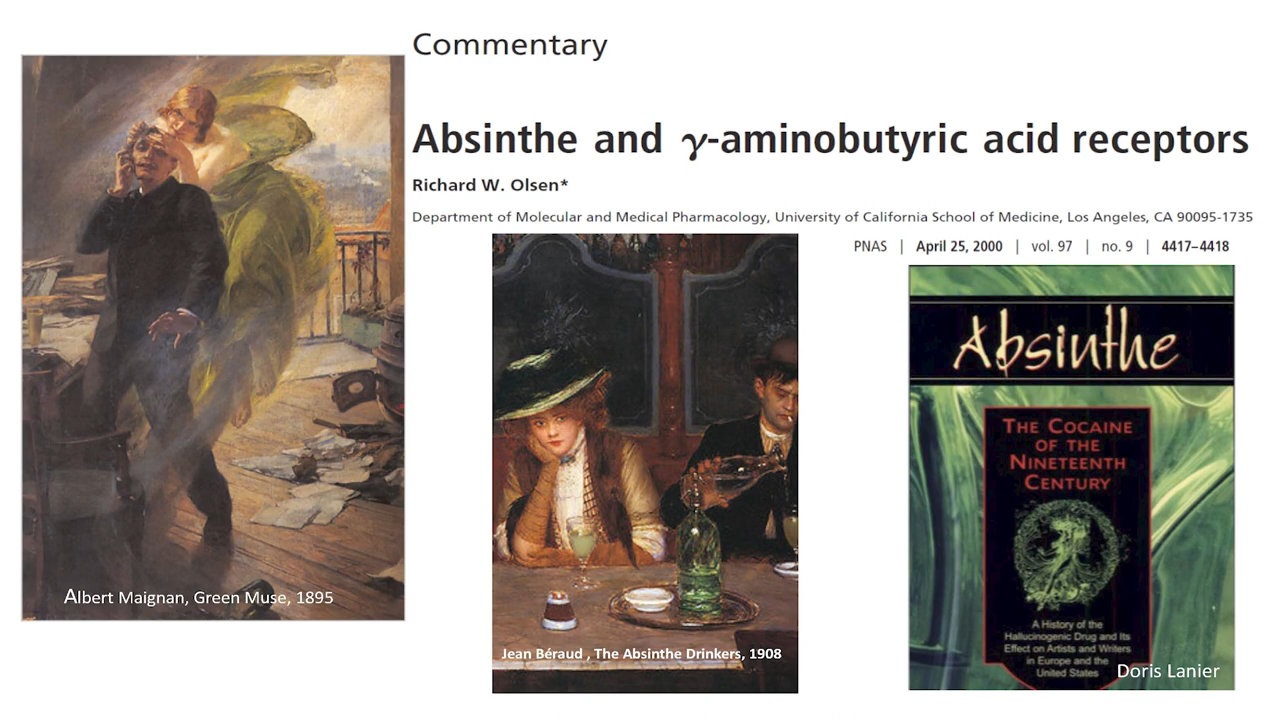 Commentary
Absinthe and γ-aminobutyric acid receptors
Richard W. Olsen*
Department of Molecular and Medical Pharmacology, University of California School of Medicine, Los Angeles, CA 90095-1735
PNAS | April 25, 2000 | vol. 97 | no. 9 | 4417–4418
Albert Maignan, Green Muse, 1895
Jean Béraud , The Absinthe Drinkers, 1908
Absinthe
THE COCAINE
OF THE
NINETEENTH
CENTURY
A History of the
Hallucinogenic Drug and Its
Effect on Artists and Writers
in Europe and the
United States
Doris Lanier